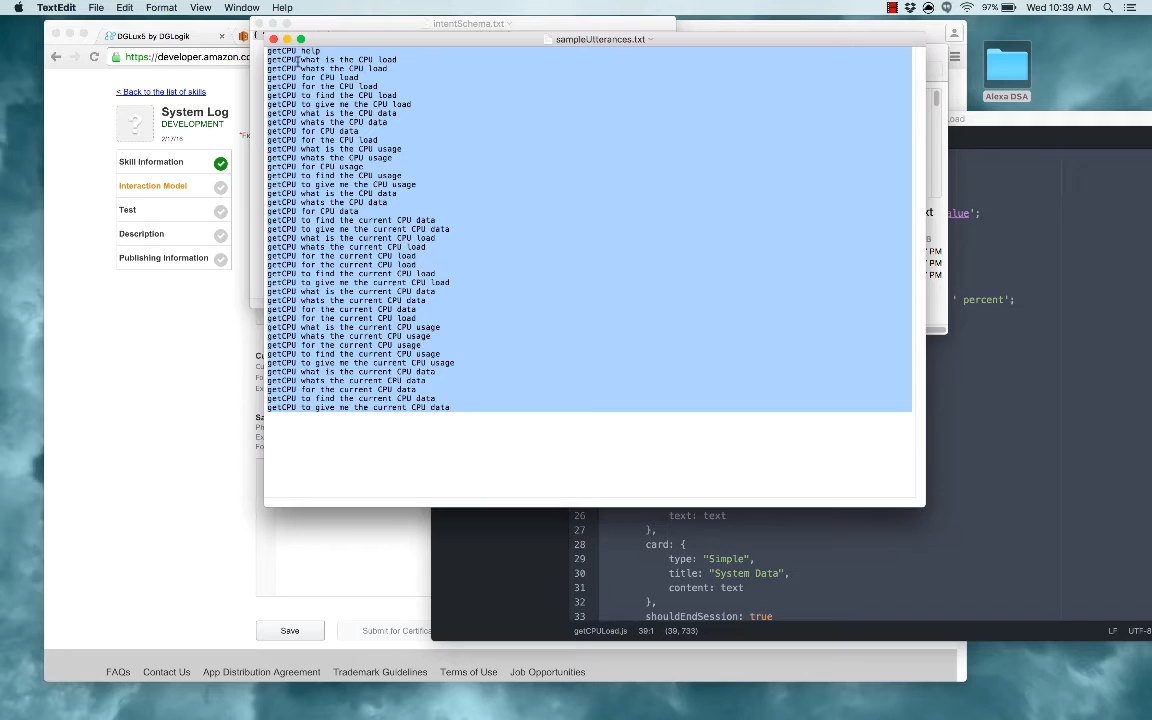 TextEdit File Edit Format View Window Help
97% Wed 10:39 AM
intentSchema.txt
DGLux5 by DGLogik
sampleUtterances.txt
https://developer.amazon.co
< Back to the list of skills
System Log
DEVELOPMENT
2/17/16
?
Skill Information
Interaction Model
Test
Description
Publishing Information
getCPU help
getCPU what is the CPU load
getCPU whats the CPU load
getCPU for CPU load
getCPU for the CPU load
getCPU to find the CPU load
getCPU to give me the CPU load
getCPU what is the CPU data
getCPU whats the CPU data
getCPU for CPU data
getCPU for the CPU load
getCPU what is the CPU usage
getCPU whats the CPU usage
getCPU for CPU usage
getCPU to find the CPU usage
getCPU to give me the CPU usage
getCPU what is the CPU data
getCPU whats the CPU data
getCPU for CPU data
getCPU to find the current CPU data
getCPU to give me the current CPU data
getCPU what is the current CPU load
getCPU whats the current CPU load
getCPU for the current CPU load
getCPU for the current CPU load
getCPU to find the current CPU load
getCPU to give me the current CPU load
getCPU what is the current CPU data
getCPU whats the current CPU data
getCPU for the current CPU data
getCPU for the current CPU load
getCPU what is the current CPU usage
getCPU whats the current CPU usage
getCPU for the current CPU usage
getCPU to find the current CPU usage
getCPU to give me the current CPU usage
getCPU what is the current CPU data
getCPU whats the current CPU data
getCPU for the current CPU data
getCPU to find the current CPU data
getCPU to give me the current CPU data
Alexa DSA
oad
xt
alue';
B
PM
PM
PM
' percent';
26 text: text
27 },
28 card: {
29 type: "Simple",
30 title: "System Data",
31 content: text
32 },
33 shouldEndSession: true
getCPULoad.js 39:1 (39, 733) LF UTF-8
Save
Submit for Certifica
FAQs Contact Us App Distribution Agreement Trademark Guidelines Terms of Use Job Opportunities